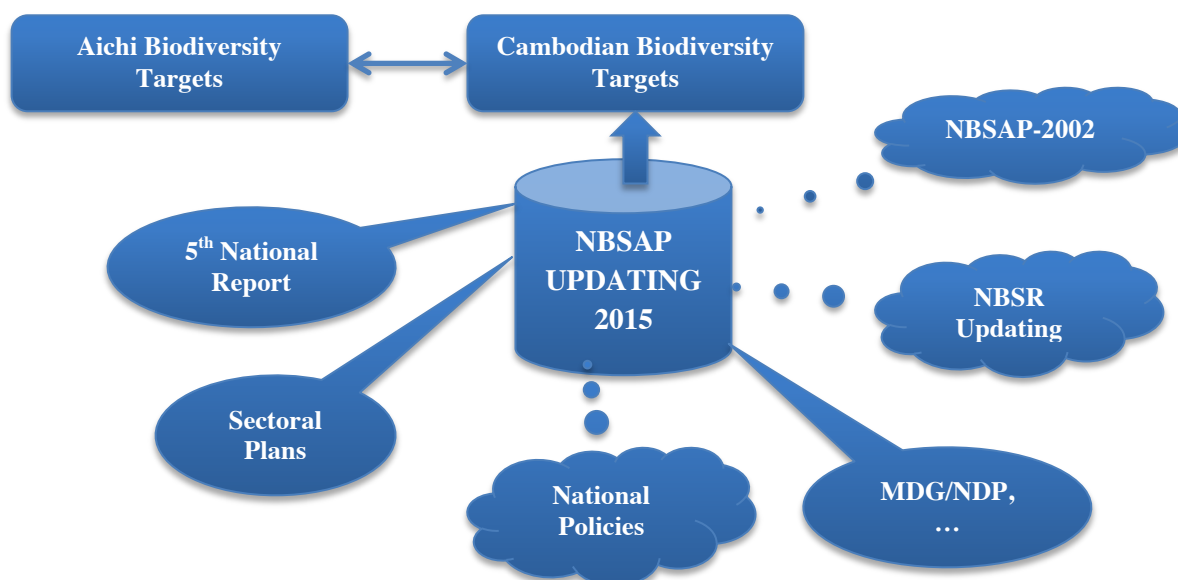 Aichi Biodiversity
Targets
Cambodian Biodiversity
Targets
NBSAP-2002
5th National
Report
NBSAP
UPDATING
2015
NBSR
Updating
Sectoral
Plans
National
Policies
MDG/NDP,
…